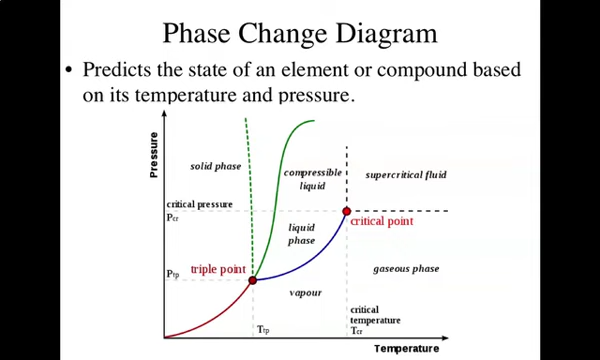 Phase Change Diagram
• Predicts the state of an element or compound based
on its temperature and pressure.
Pressure
solid phase
compressible
liquid
supercritical fluid
critical pressure
Pcr
critical point
liquid
phase
Ptp
triple point
gaseous phase
vapour
critical
temperature
Tcr
Ttp
Temperature